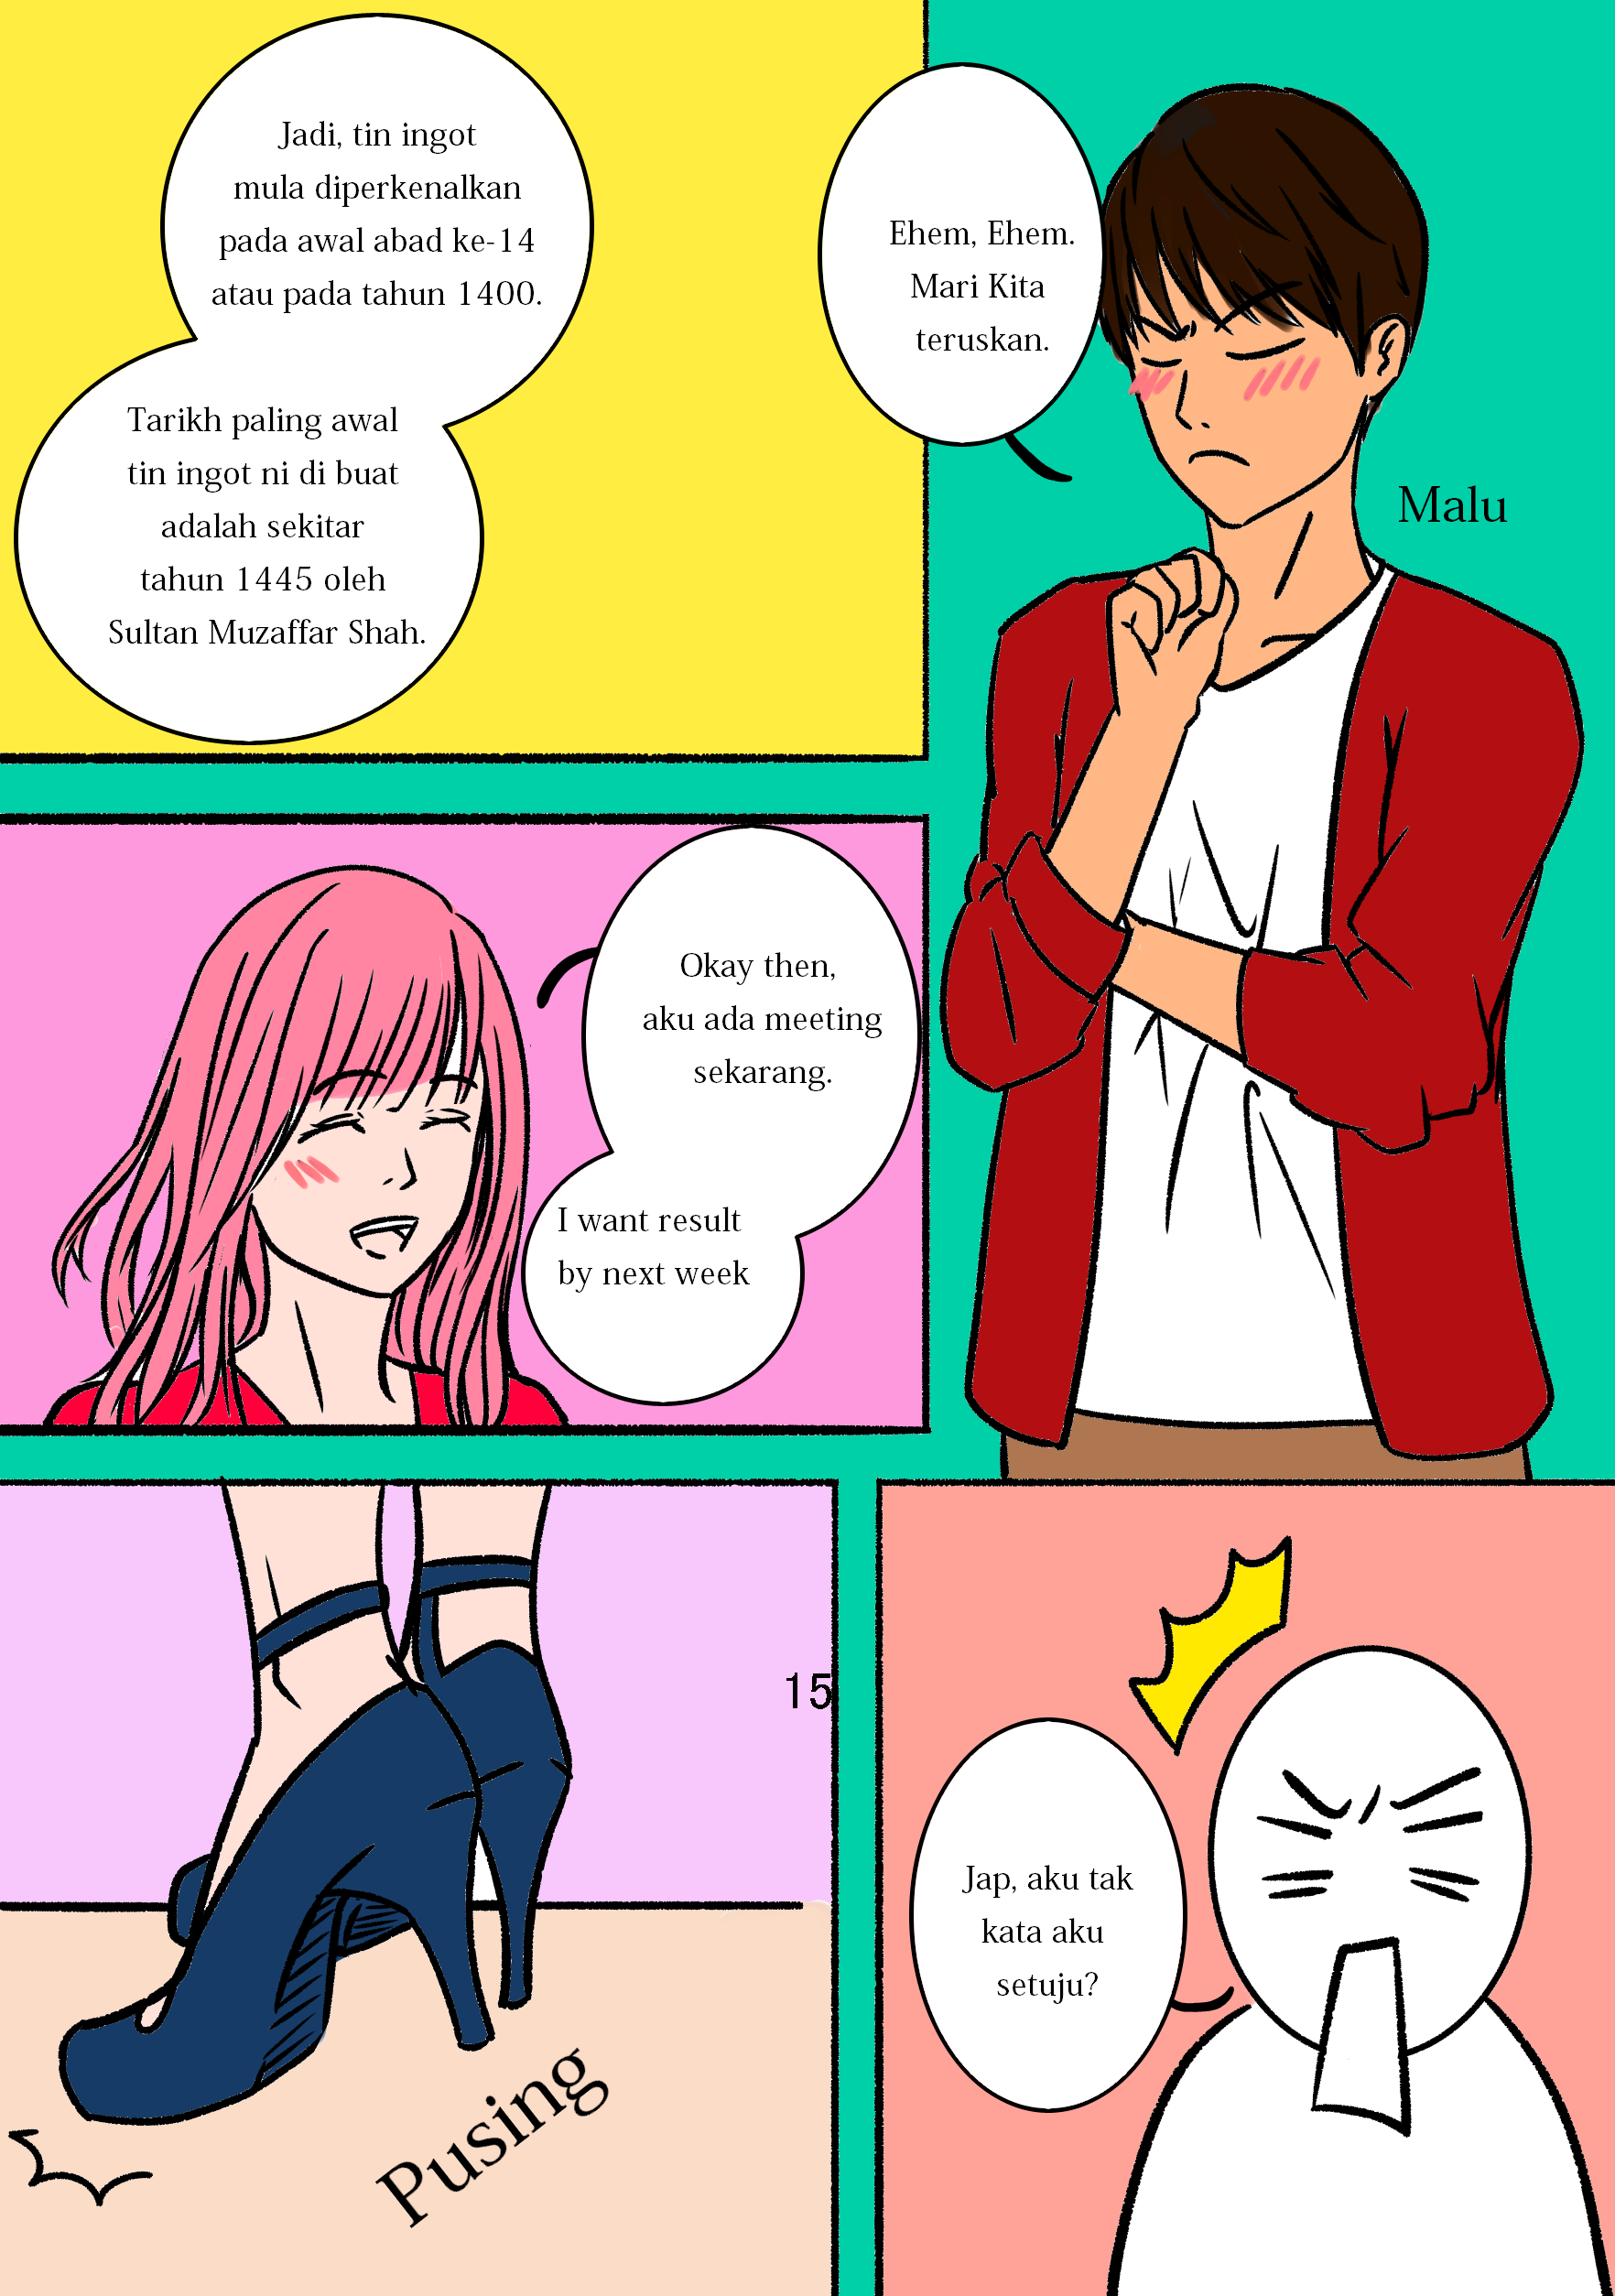 Jadi, tin ingot
mula diperkenalkan
pada awal abad ke-14
atau pada tahun 1400.
Tarikh paling awal
tin ingot ni di buat
adalah sekitar
tahun 1445 oleh
Sultan Muzaffar Shah.
Ehem, Ehem.
Mari Kita
teruskan.
Malu
Okay then,
aku ada meeting
sekarang.
I want result
by next week
15
Pusing
Jap, aku tak
kata aku
setuju?